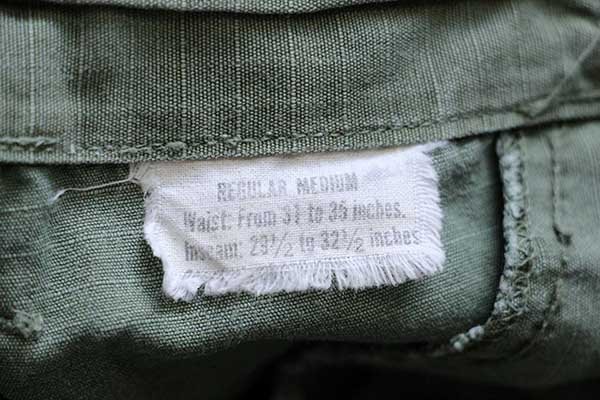 REGULAR MEDIUM
Waist: From 31 to 35 inches.
Inseam: 29½ to 32½ inches